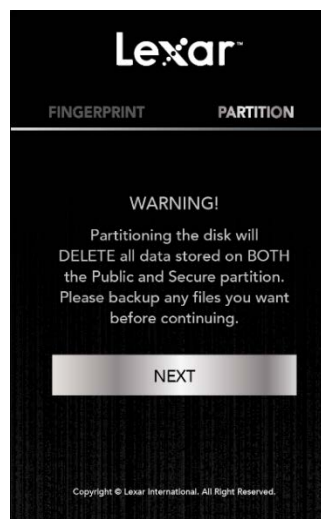 Lexar™
FINGERPRINT PARTITION
WARNING!
Partitioning the disk will
DELETE all data stored on BOTH
the Public and Secure partition.
Please backup any files you want
before continuing.
NEXT
Copyright © Lexar International. All Right Reserved.